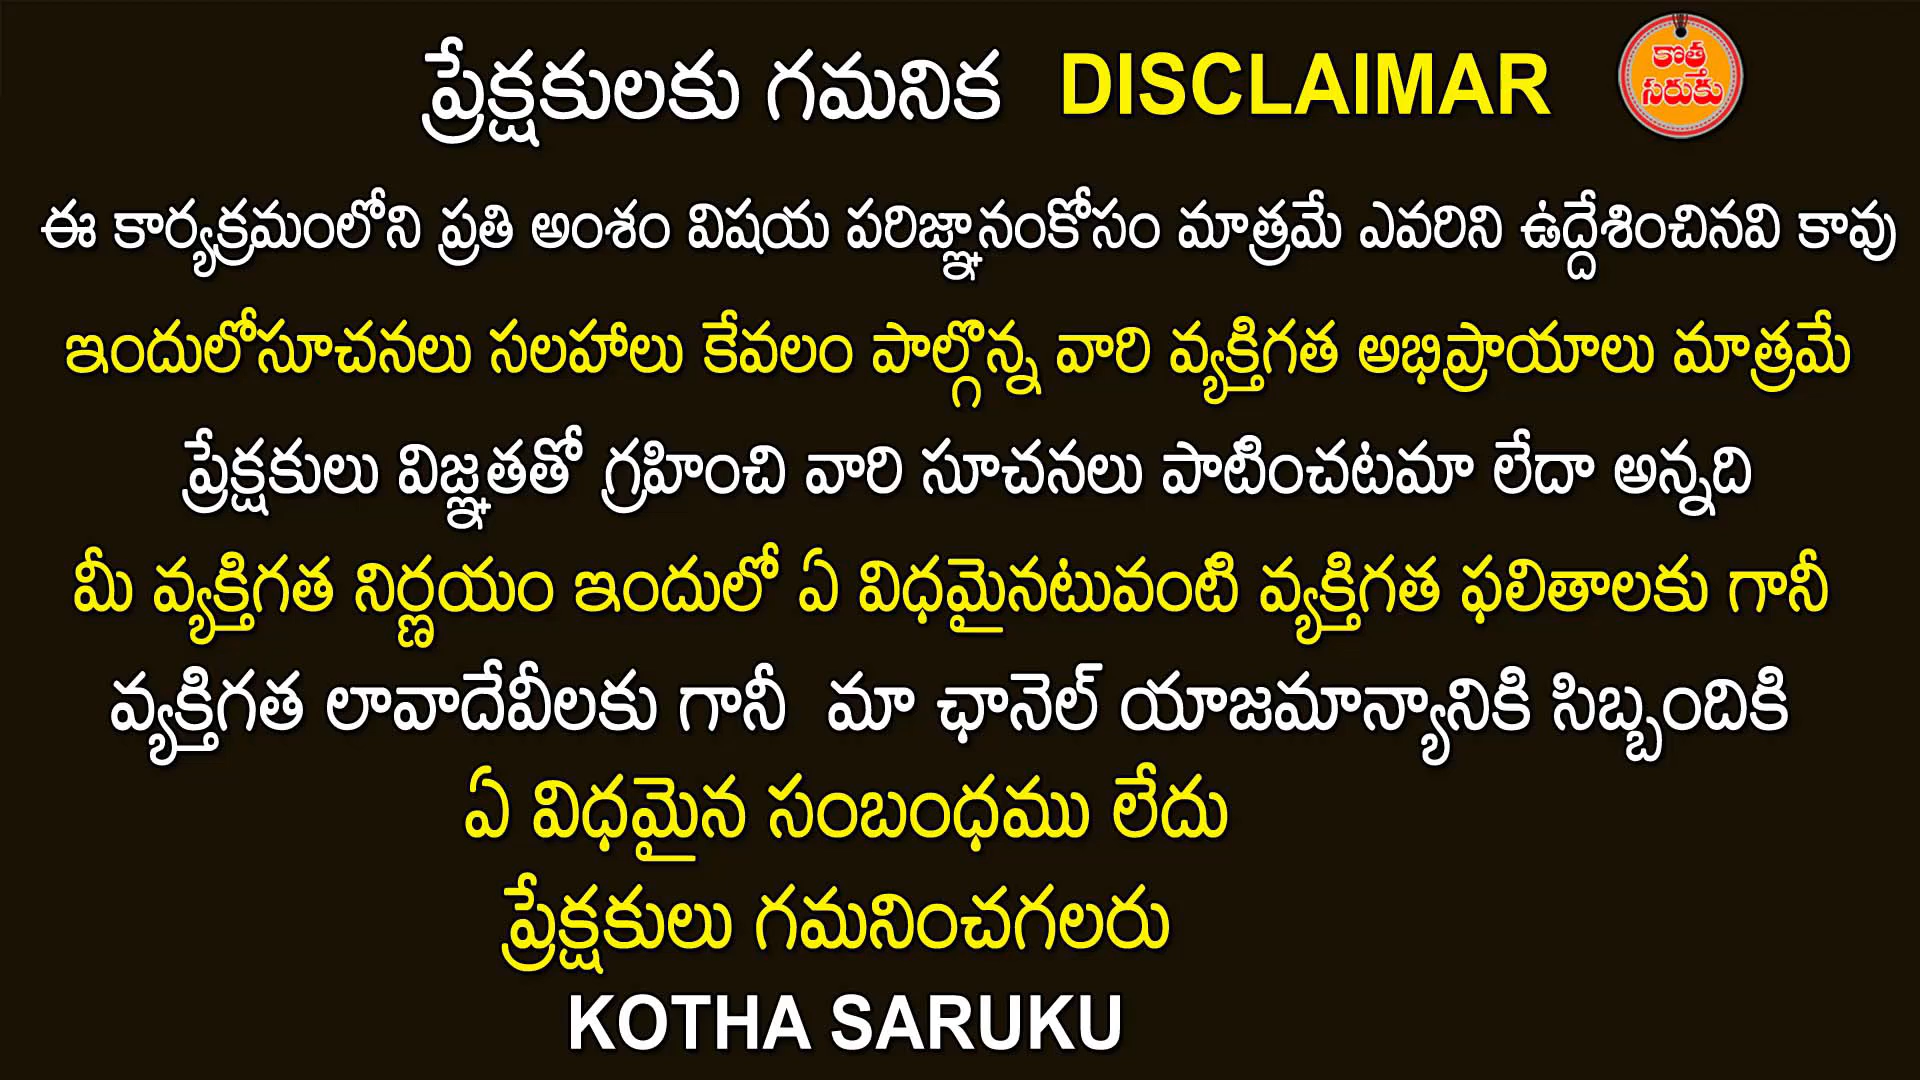 ప్రేక్షకులకు గమనిక DISCLAIMAR
కొత్త
సరుకు
ఈ కార్యక్రమంలోని ప్రతి అంశం విషయ పరిజ్ఞానంకోసం మాత్రమే ఎవరిని ఉద్దేశించినవి కావు
ఇందులోసూచనలు సలహాలు కేవలం పాల్గొన్న వారి వ్యక్తిగత అభిప్రాయాలు మాత్రమే
ప్రేక్షకులు విజ్ఞతతో గ్రహించి వారి సూచనలు పాటించటమా లేదా అన్నది
మీ వ్యక్తిగత నిర్ణయం ఇందులో ఏ విధమైనటువంటి వ్యక్తిగత ఫలితాలకు గానీ
వ్యక్తిగత లావాదేవీలకు గానీ మా ఛానెల్ యాజమాన్యానికి సిబ్బందికి
ఏ విధమైన సంబంధము లేదు
ప్రేక్షకులు గమనించగలరు
KOTHA SARUKU